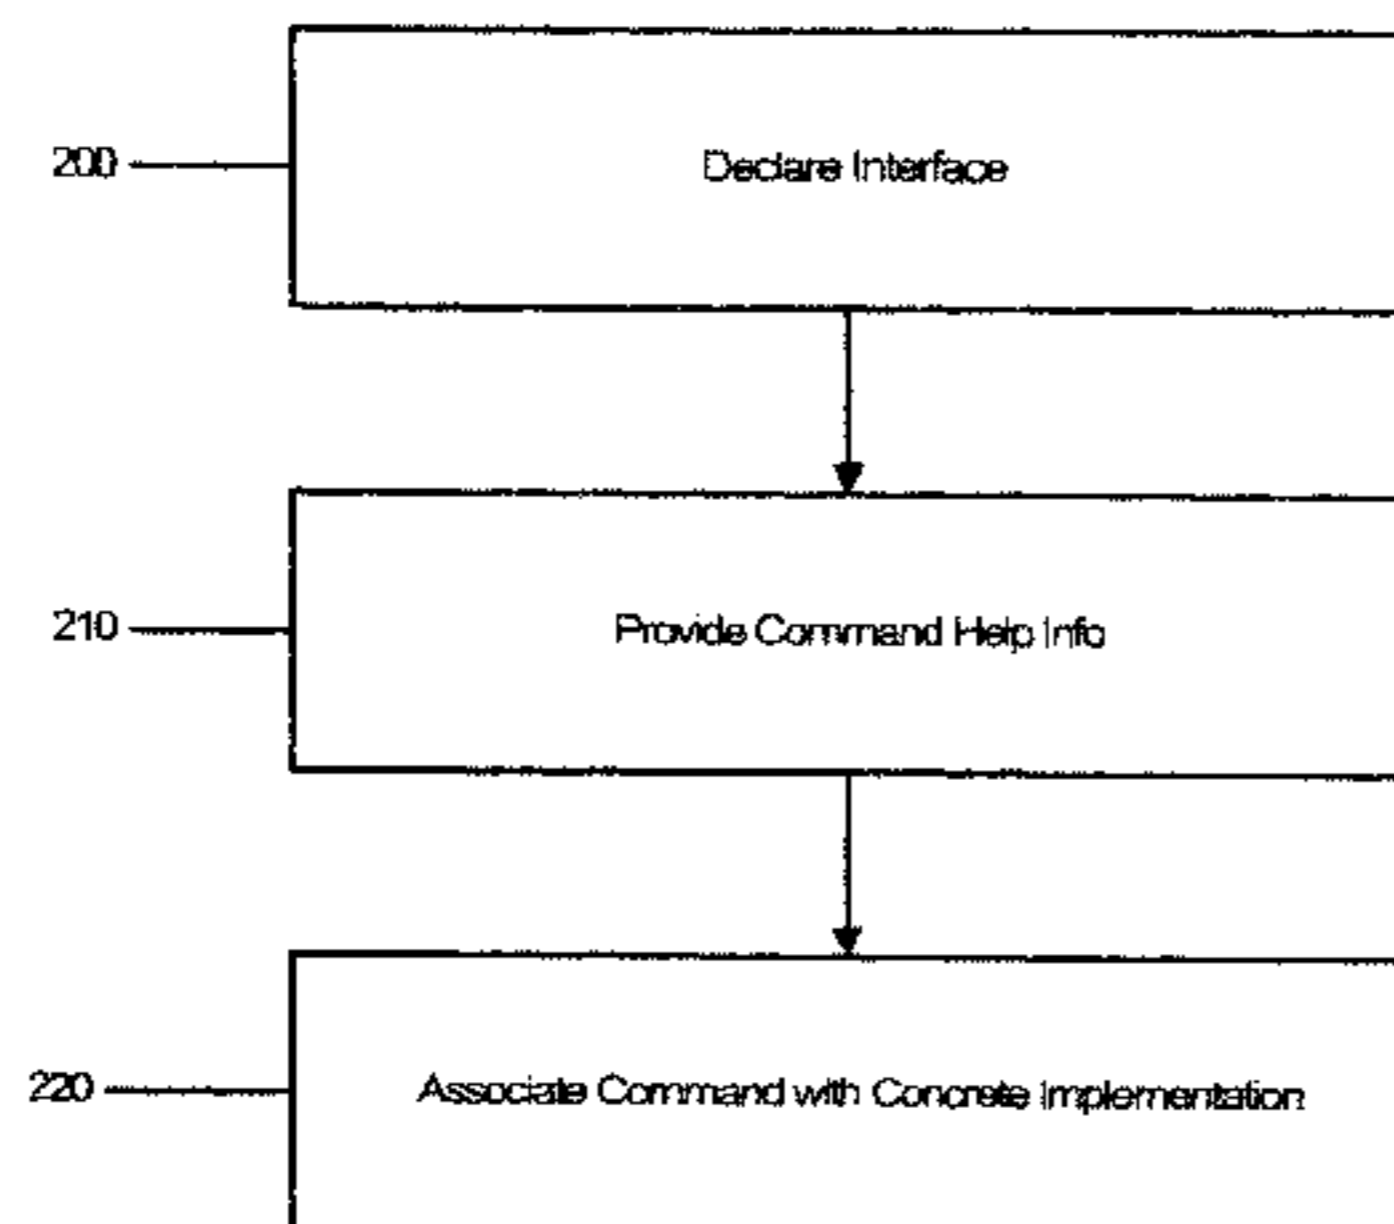 200
Declare Interface
210
Provide Command Help Info
220
Associate Command with Concrete Implementation